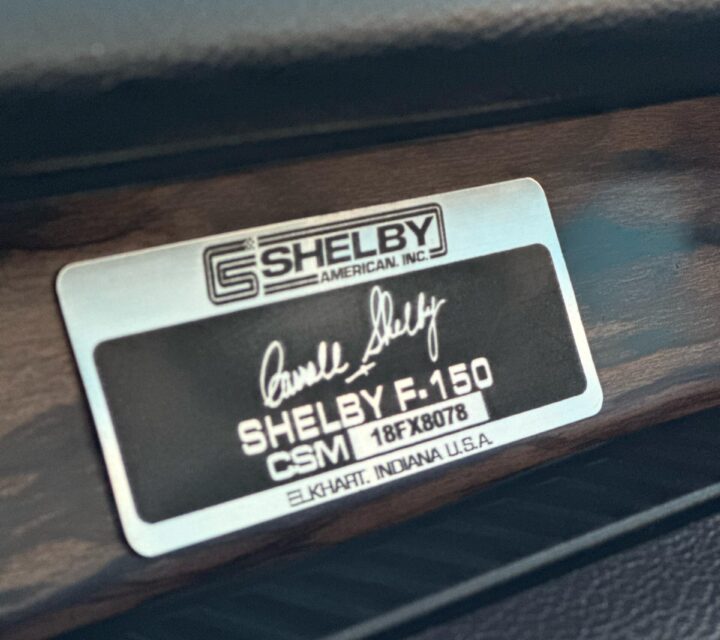 SHELBY
AMERICAN, INC.
Carroll Shelby
SHELBY F-150
CSM 18FX8078
ELKHART, INDIANA U.S.A.